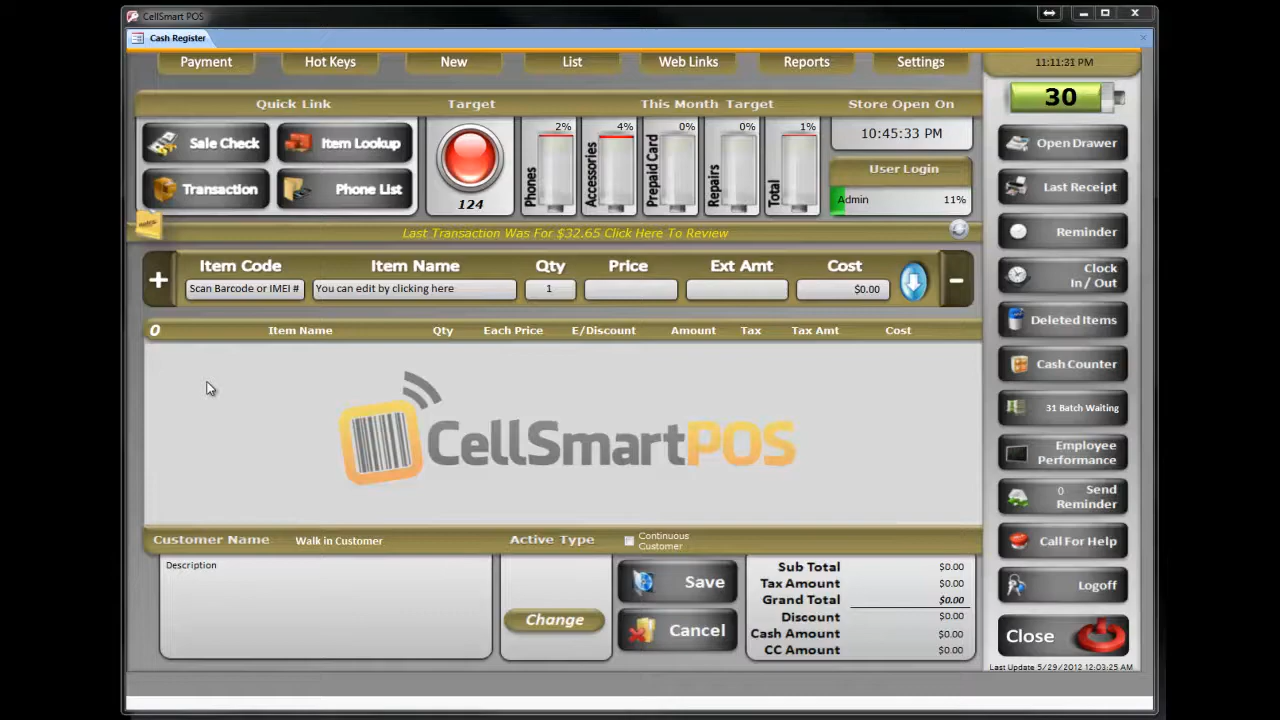 CellSmart POS
Cash Register
Payment Hot Keys New List Web Links Reports Settings
11:11:31 PM
Quick Link Target This Month Target Store Open On
30
Sale Check Item Lookup
Transaction Phone List
124
2% 4% 0% 0% 1%
Phones Accessories Prepaid Card Repairs Total
10:45:33 PM
User Login
Admin 11%
Last Transaction Was For $32.65 Click Here To Review
+ Item Code Item Name Qty Price Ext Amt Cost −
Scan Barcode or IMEI # You can edit by clicking here 1 $0.00
0 Item Name Qty Each Price E/Discount Amount Tax Tax Amt Cost
CellSmartPOS
Customer Name Walk in Customer Active Type Continuous
Customer
Description
Change
Save
Cancel
Sub Total $0.00
Tax Amount $0.00
Grand Total $0.00
Discount $0.00
Cash Amount $0.00
CC Amount $0.00
Open Drawer
Last Receipt
Reminder
Clock
In / Out
Deleted Items
Cash Counter
31 Batch Waiting
Employee
Performance
0 Send
Reminder
Call For Help
Logoff
Close
Last Update 5/29/2012 12:03:25 AM